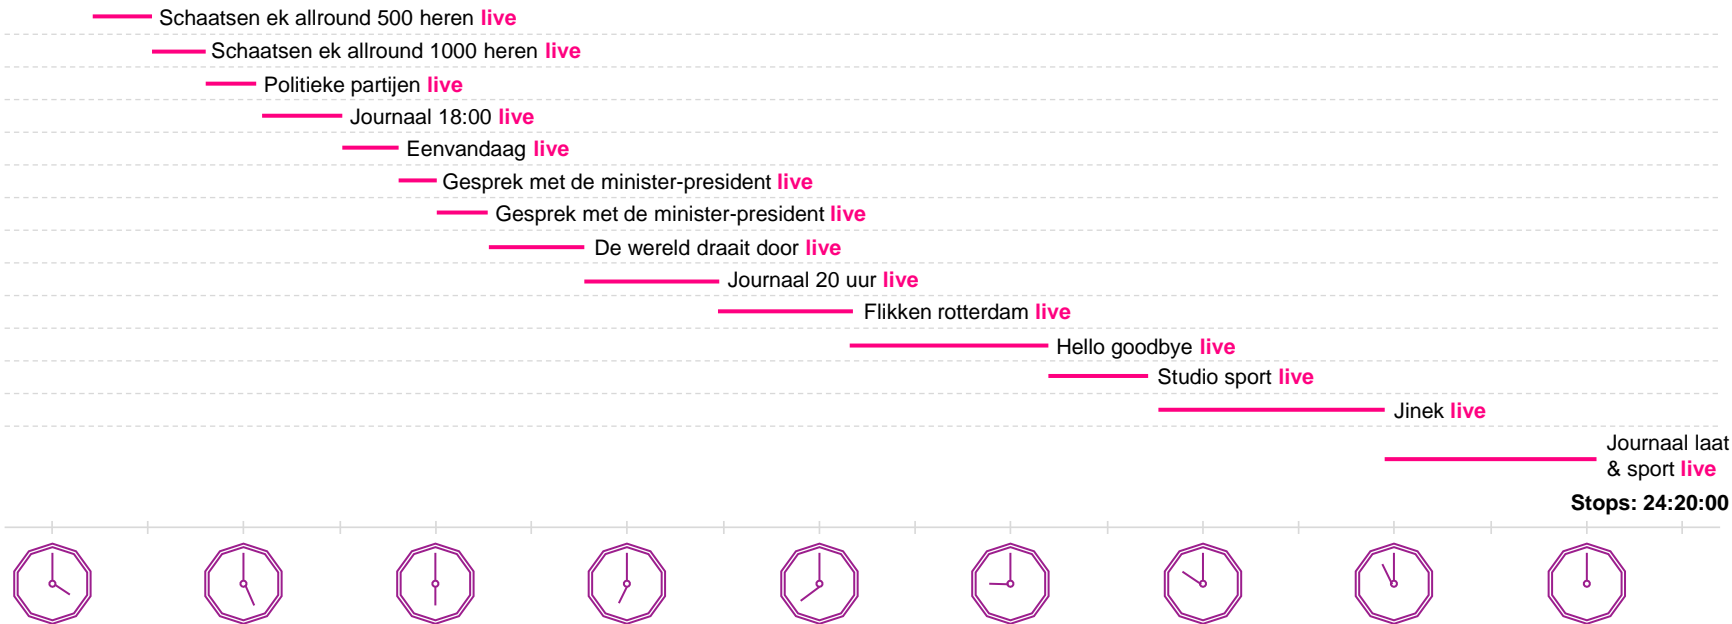 Schaatsen ek allround 500 heren live
Schaatsen ek allround 1000 heren live
Politieke partijen live
Journaal 18:00 live
Eenvandaag live
Gesprek met de minister-president live
Gesprek met de minister-president live
De wereld draait door live
Journaal 20 uur live
Flikken rotterdam live
Hello goodbye live
Studio sport live
Jinek live
Journaal laat
& sport live
Stops: 24:20:00